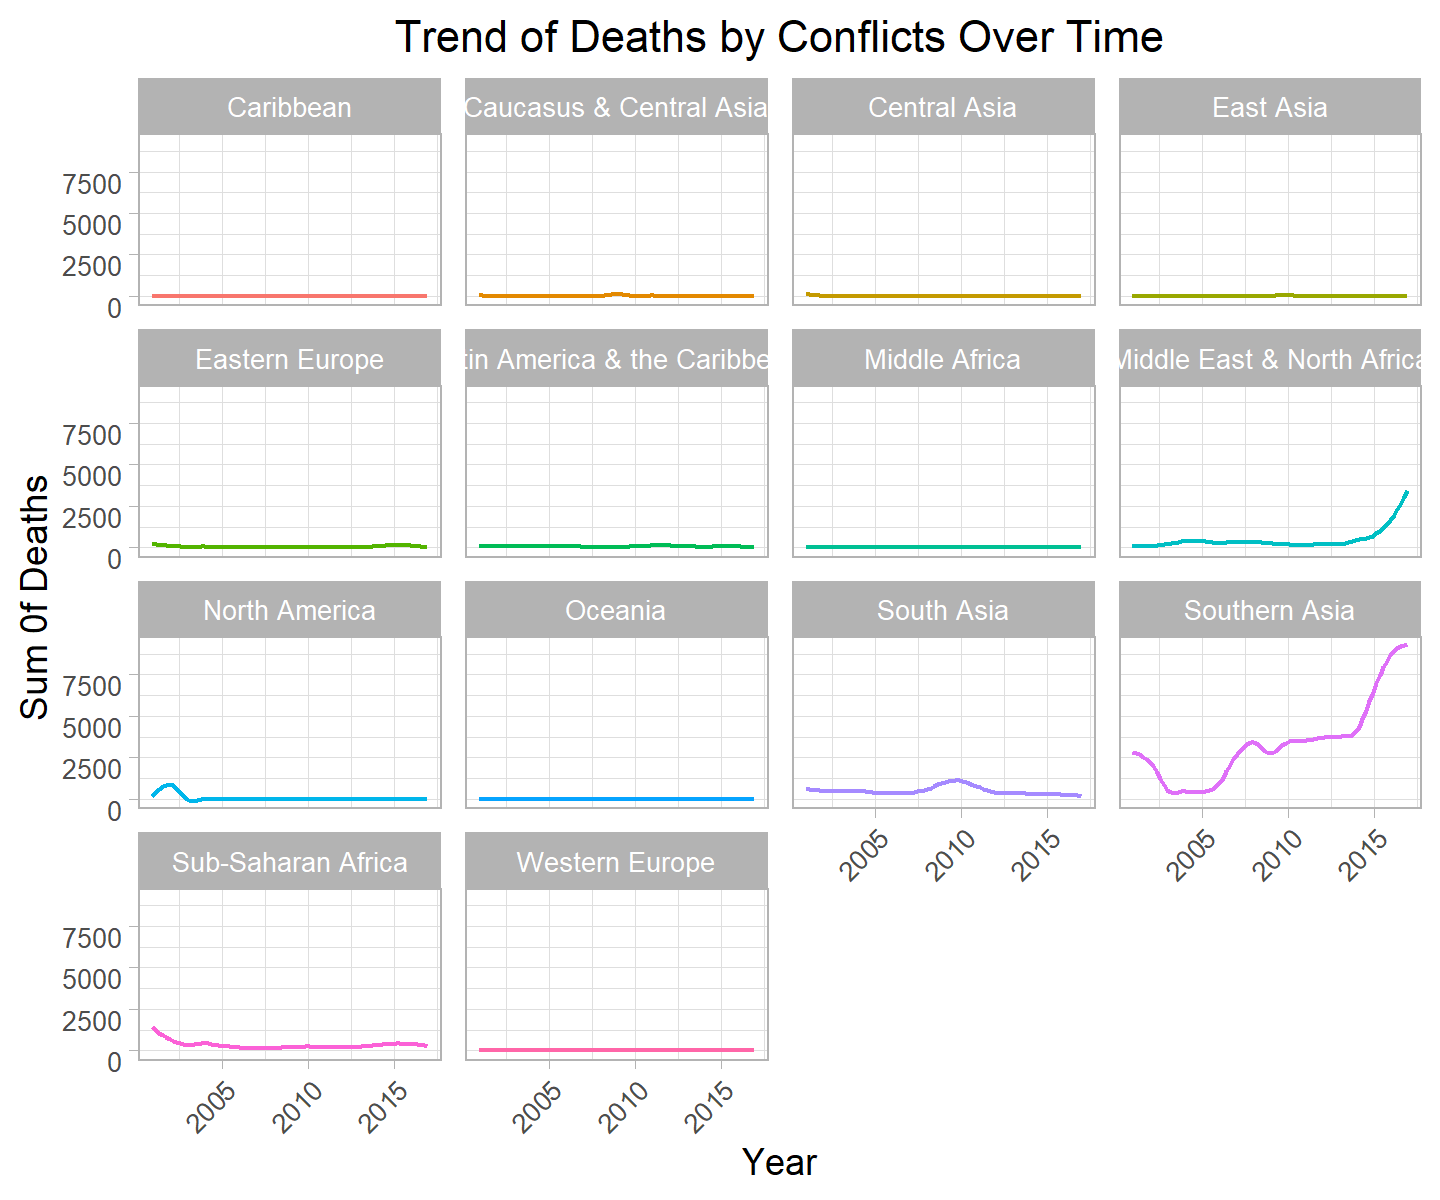 Trend of Deaths by Conflicts Over Time
Caribbean
Caucasus & Central Asia
Central Asia
East Asia
7500
5000
2500
0
Eastern Europe
tin America & the Caribbe
Middle Africa
Middle East & North Africa
7500
5000
2500
0
North America
Oceania
South Asia
Southern Asia
7500
5000
2500
0
2005
2010
2015
2005
2010
2015
Sub-Saharan Africa
Western Europe
7500
5000
2500
0
2005
2010
2015
2005
2010
2015
Sum 0f Deaths
Year